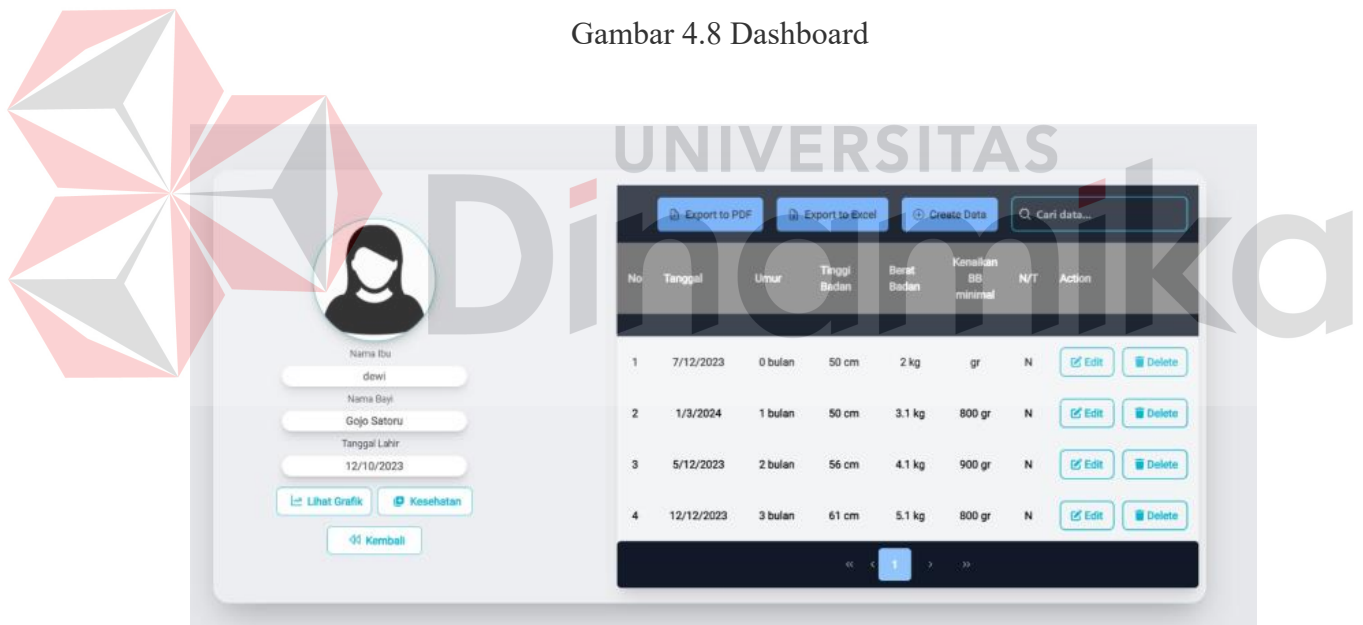 Gambar 4.8 Dashboard
UNIVERSITAS
Dinamika
Nama Ibu
dewi
Nama Bayi
Gojo Satoru
Tanggal Lahir
12/10/2023
Lihat Grafik Kesehatan
Kembali
Export to PDF Export to Excel Create Data Cari data...
No Tanggal Umur Tinggi Badan Berat Badan Kenaikan BB minimal N/T Action
1 7/12/2023 0 bulan 50 cm 2 kg gr N Edit Delete
2 1/3/2024 1 bulan 50 cm 3.1 kg 800 gr N Edit Delete
3 5/12/2023 2 bulan 56 cm 4.1 kg 900 gr N Edit Delete
4 12/12/2023 3 bulan 61 cm 5.1 kg 800 gr N Edit Delete
« ‹ 1 › »